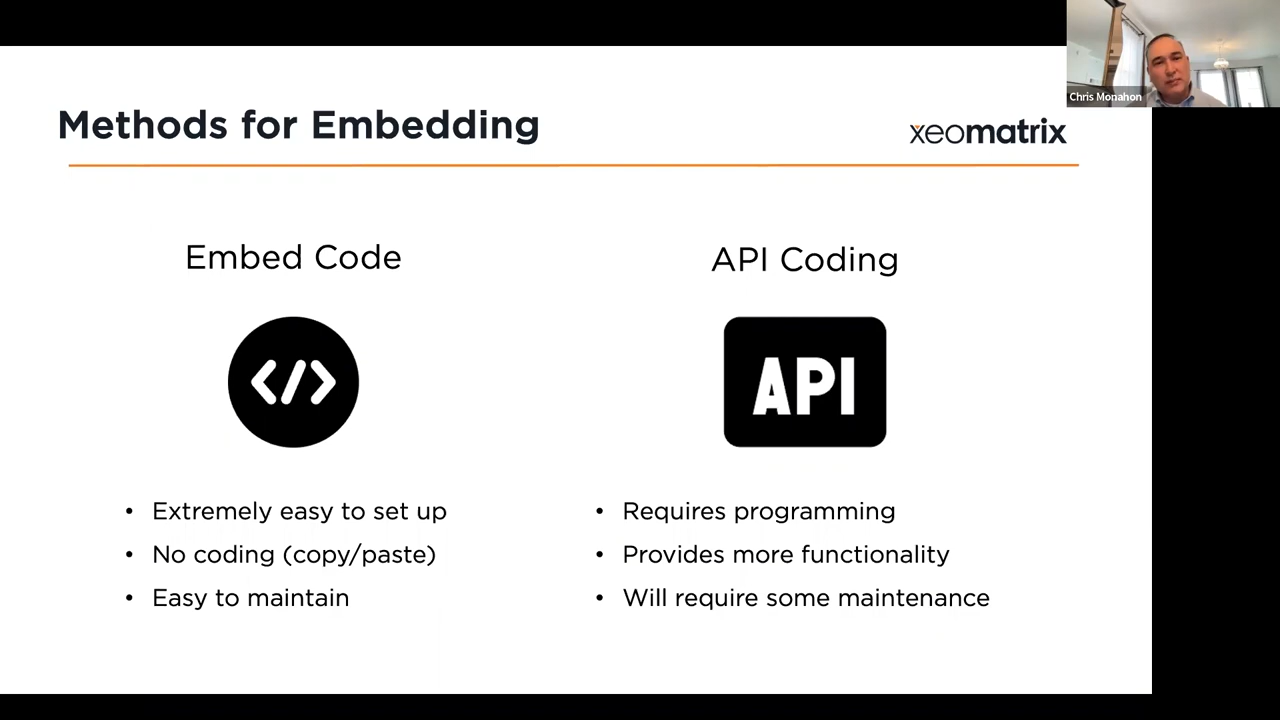 Chris Monahon
Methods for Embedding
xeomatrix
Embed Code
API Coding
</>
API
• Extremely easy to set up
• No coding (copy/paste)
• Easy to maintain
• Requires programming
• Provides more functionality
• Will require some maintenance